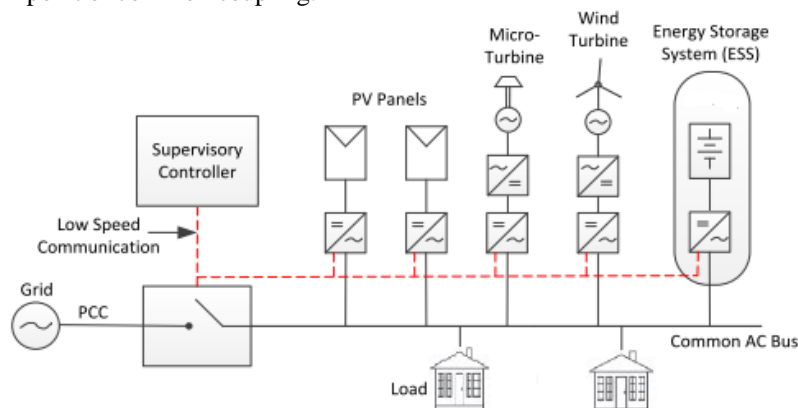 Micro-
Turbine
Wind
Turbine
Energy Storage
System (ESS)
PV Panels
Supervisory
Controller
Low Speed
Communication
Grid
PCC
Common AC Bus
Load